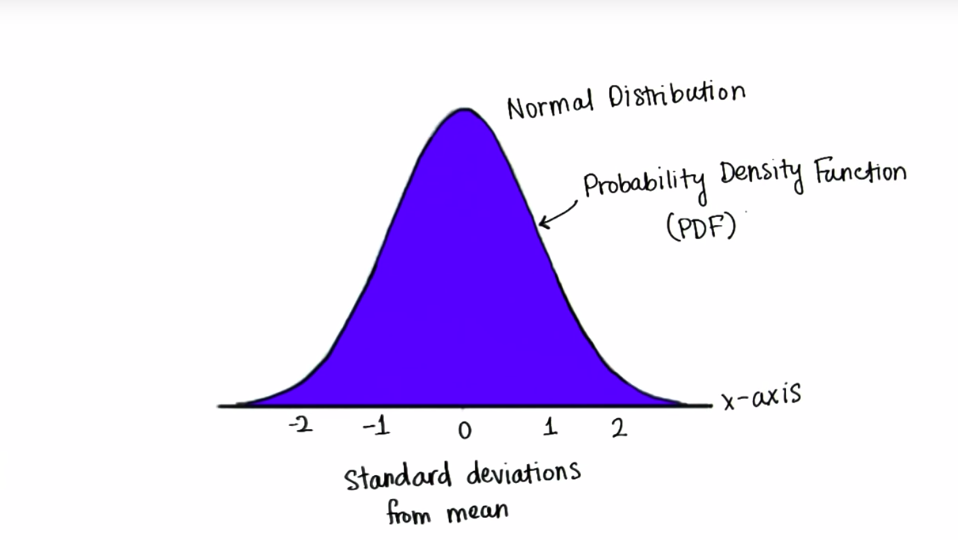 Normal Distribution
Probability Density Function
(PDF)
x-axis
-2 -1 0 1 2
Standard deviations
from mean